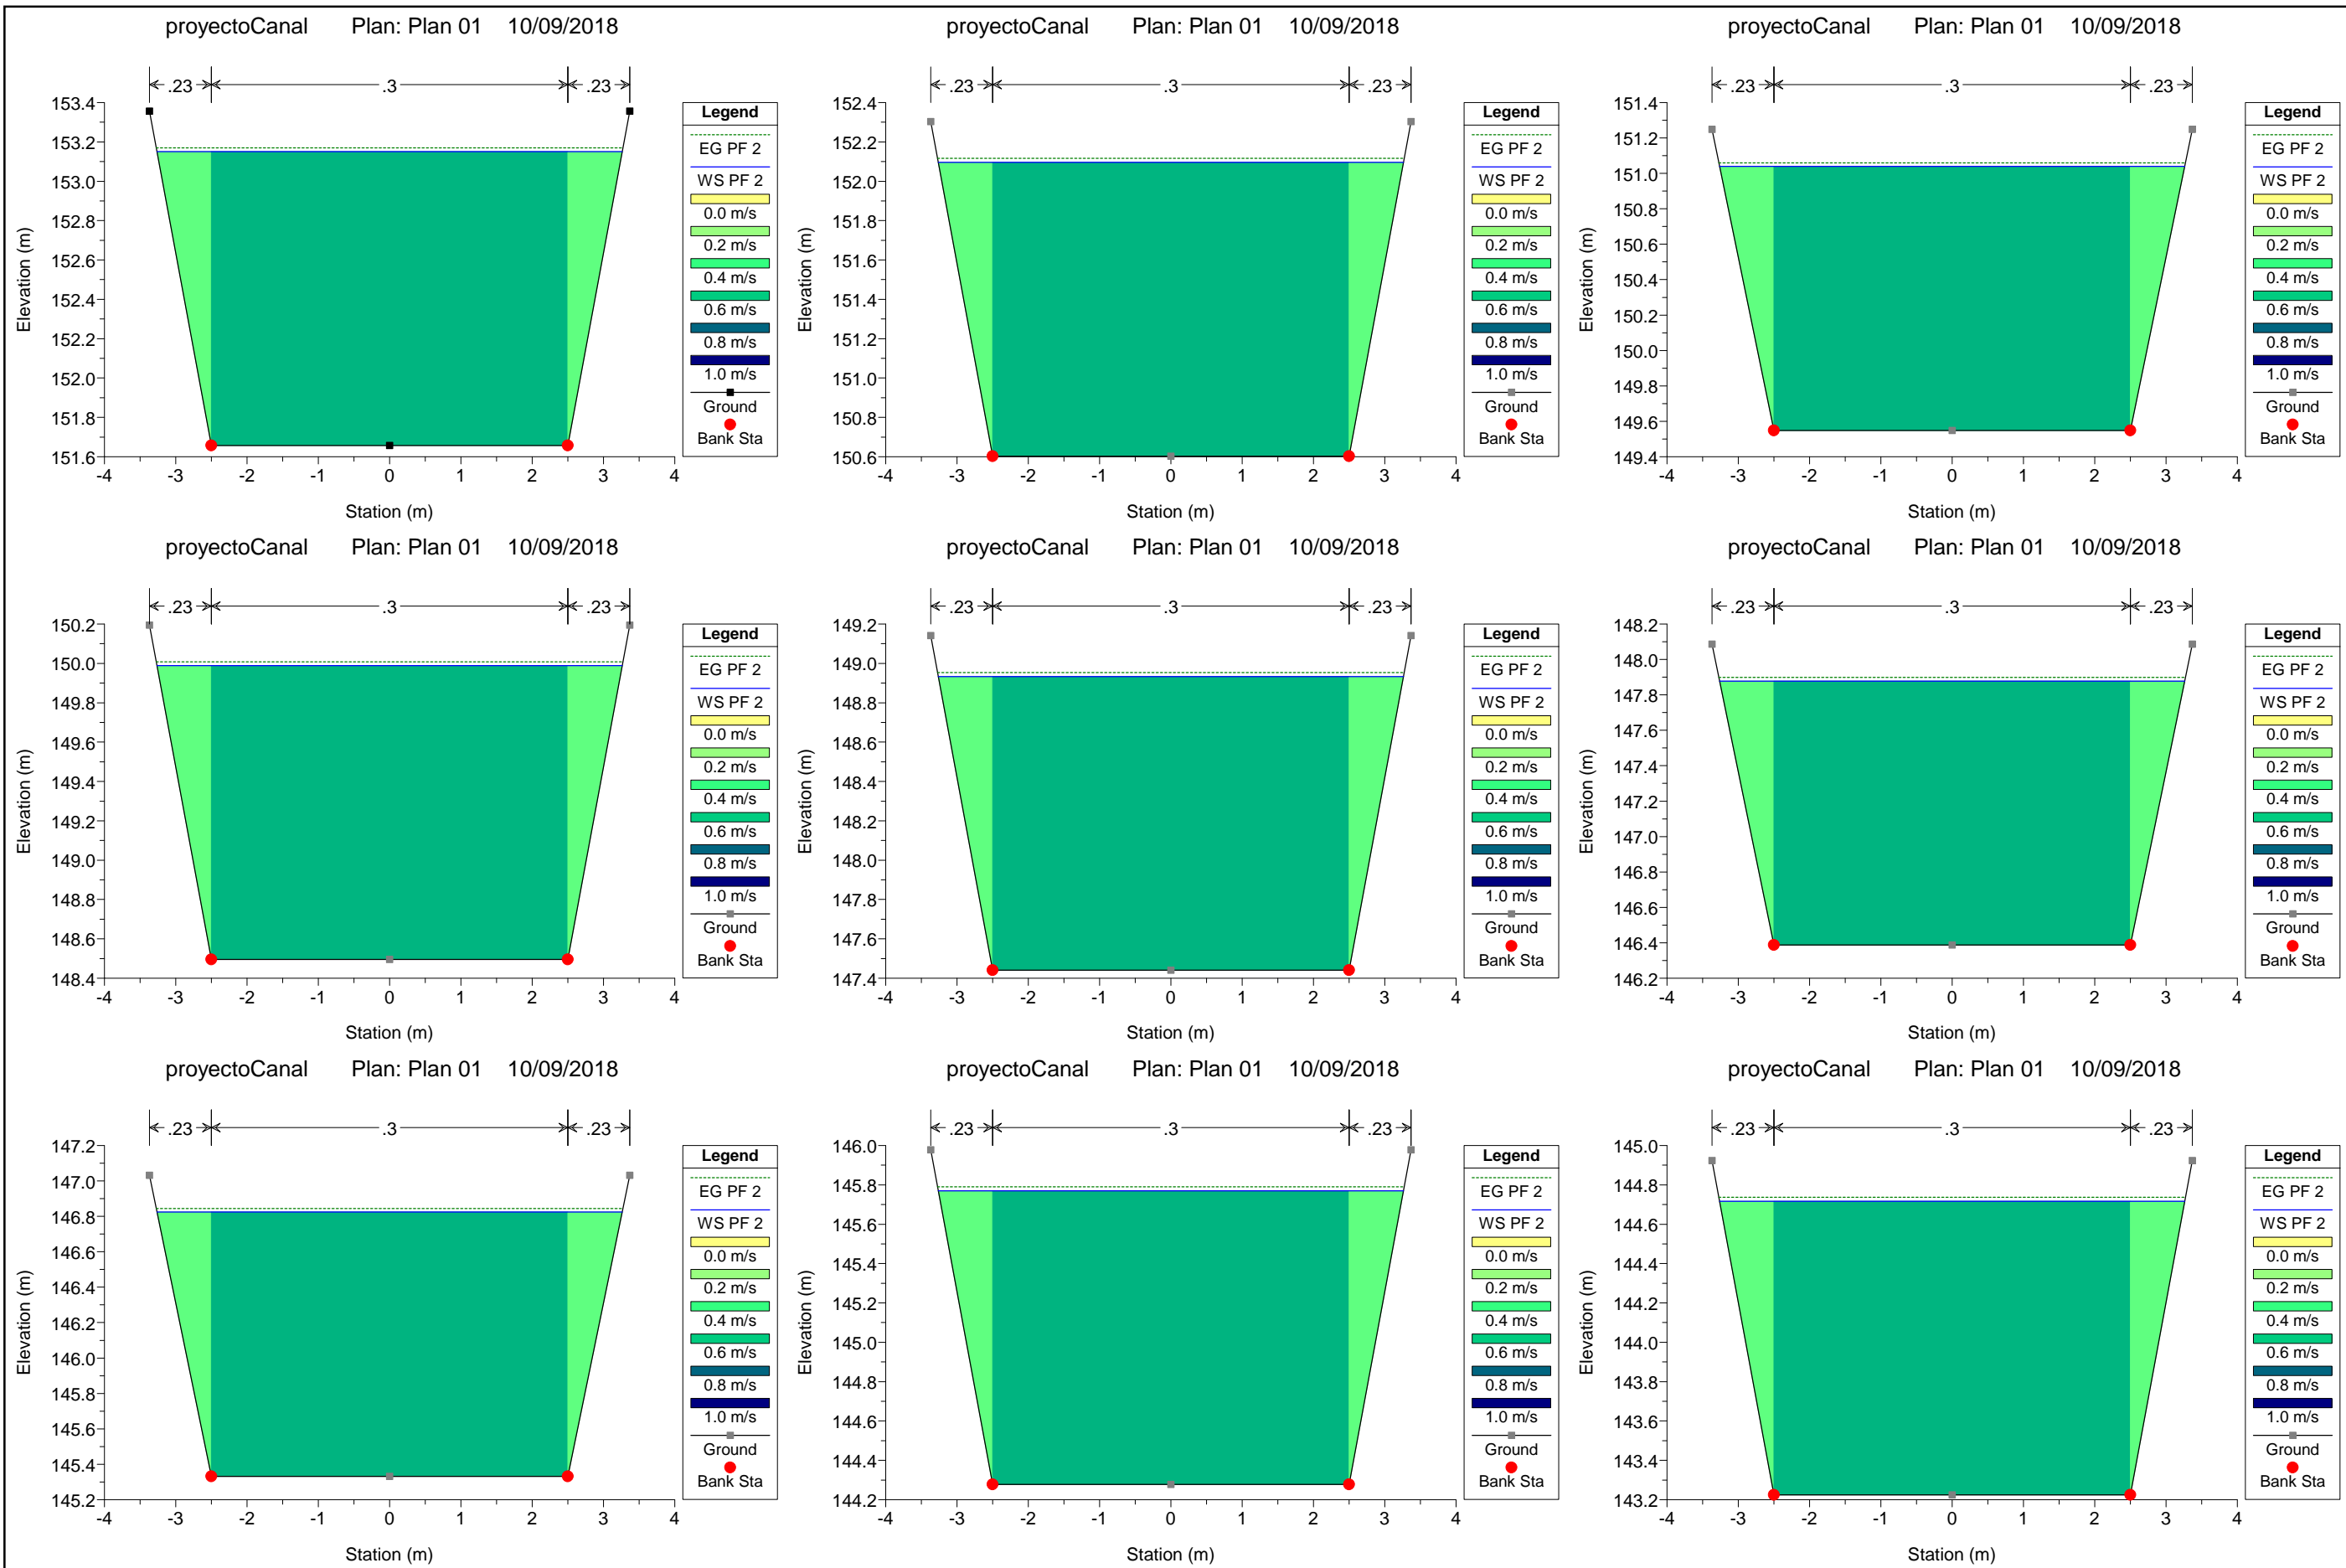 proyectoCanal Plan: Plan 01 10/09/2018
.23 .3 .23
153.4
153.2
153.0
152.8
152.6
152.4
152.2
152.0
151.8
151.6
Elevation (m)
-4 -3 -2 -1 0 1 2 3 4
Station (m)
Legend
EG PF 2
WS PF 2
0.0 m/s
0.2 m/s
0.4 m/s
0.6 m/s
0.8 m/s
1.0 m/s
Ground
Bank Sta
proyectoCanal Plan: Plan 01 10/09/2018
.23 .3 .23
152.4
152.2
152.0
151.8
151.6
151.4
151.2
151.0
150.8
150.6
Elevation (m)
-4 -3 -2 -1 0 1 2 3 4
Station (m)
Legend
EG PF 2
WS PF 2
0.0 m/s
0.2 m/s
0.4 m/s
0.6 m/s
0.8 m/s
1.0 m/s
Ground
Bank Sta
proyectoCanal Plan: Plan 01 10/09/2018
.23 .3 .23
151.4
151.2
151.0
150.8
150.6
150.4
150.2
150.0
149.8
149.6
149.4
Elevation (m)
-4 -3 -2 -1 0 1 2 3 4
Station (m)
Legend
EG PF 2
WS PF 2
0.0 m/s
0.2 m/s
0.4 m/s
0.6 m/s
0.8 m/s
1.0 m/s
Ground
Bank Sta
proyectoCanal Plan: Plan 01 10/09/2018
.23 .3 .23
150.2
150.0
149.8
149.6
149.4
149.2
149.0
148.8
148.6
148.4
Elevation (m)
-4 -3 -2 -1 0 1 2 3 4
Station (m)
Legend
EG PF 2
WS PF 2
0.0 m/s
0.2 m/s
0.4 m/s
0.6 m/s
0.8 m/s
1.0 m/s
Ground
Bank Sta
proyectoCanal Plan: Plan 01 10/09/2018
.23 .3 .23
149.2
149.0
148.8
148.6
148.4
148.2
148.0
147.8
147.6
147.4
Elevation (m)
-4 -3 -2 -1 0 1 2 3 4
Station (m)
Legend
EG PF 2
WS PF 2
0.0 m/s
0.2 m/s
0.4 m/s
0.6 m/s
0.8 m/s
1.0 m/s
Ground
Bank Sta
proyectoCanal Plan: Plan 01 10/09/2018
.23 .3 .23
148.2
148.0
147.8
147.6
147.4
147.2
147.0
146.8
146.6
146.4
146.2
Elevation (m)
-4 -3 -2 -1 0 1 2 3 4
Station (m)
Legend
EG PF 2
WS PF 2
0.0 m/s
0.2 m/s
0.4 m/s
0.6 m/s
0.8 m/s
1.0 m/s
Ground
Bank Sta
proyectoCanal Plan: Plan 01 10/09/2018
.23 .3 .23
147.2
147.0
146.8
146.6
146.4
146.2
146.0
145.8
145.6
145.4
145.2
Elevation (m)
-4 -3 -2 -1 0 1 2 3 4
Station (m)
Legend
EG PF 2
WS PF 2
0.0 m/s
0.2 m/s
0.4 m/s
0.6 m/s
0.8 m/s
1.0 m/s
Ground
Bank Sta
proyectoCanal Plan: Plan 01 10/09/2018
.23 .3 .23
146.0
145.8
145.6
145.4
145.2
145.0
144.8
144.6
144.4
144.2
Elevation (m)
-4 -3 -2 -1 0 1 2 3 4
Station (m)
Legend
EG PF 2
WS PF 2
0.0 m/s
0.2 m/s
0.4 m/s
0.6 m/s
0.8 m/s
1.0 m/s
Ground
Bank Sta
proyectoCanal Plan: Plan 01 10/09/2018
.23 .3 .23
145.0
144.8
144.6
144.4
144.2
144.0
143.8
143.6
143.4
143.2
Elevation (m)
-4 -3 -2 -1 0 1 2 3 4
Station (m)
Legend
EG PF 2
WS PF 2
0.0 m/s
0.2 m/s
0.4 m/s
0.6 m/s
0.8 m/s
1.0 m/s
Ground
Bank Sta